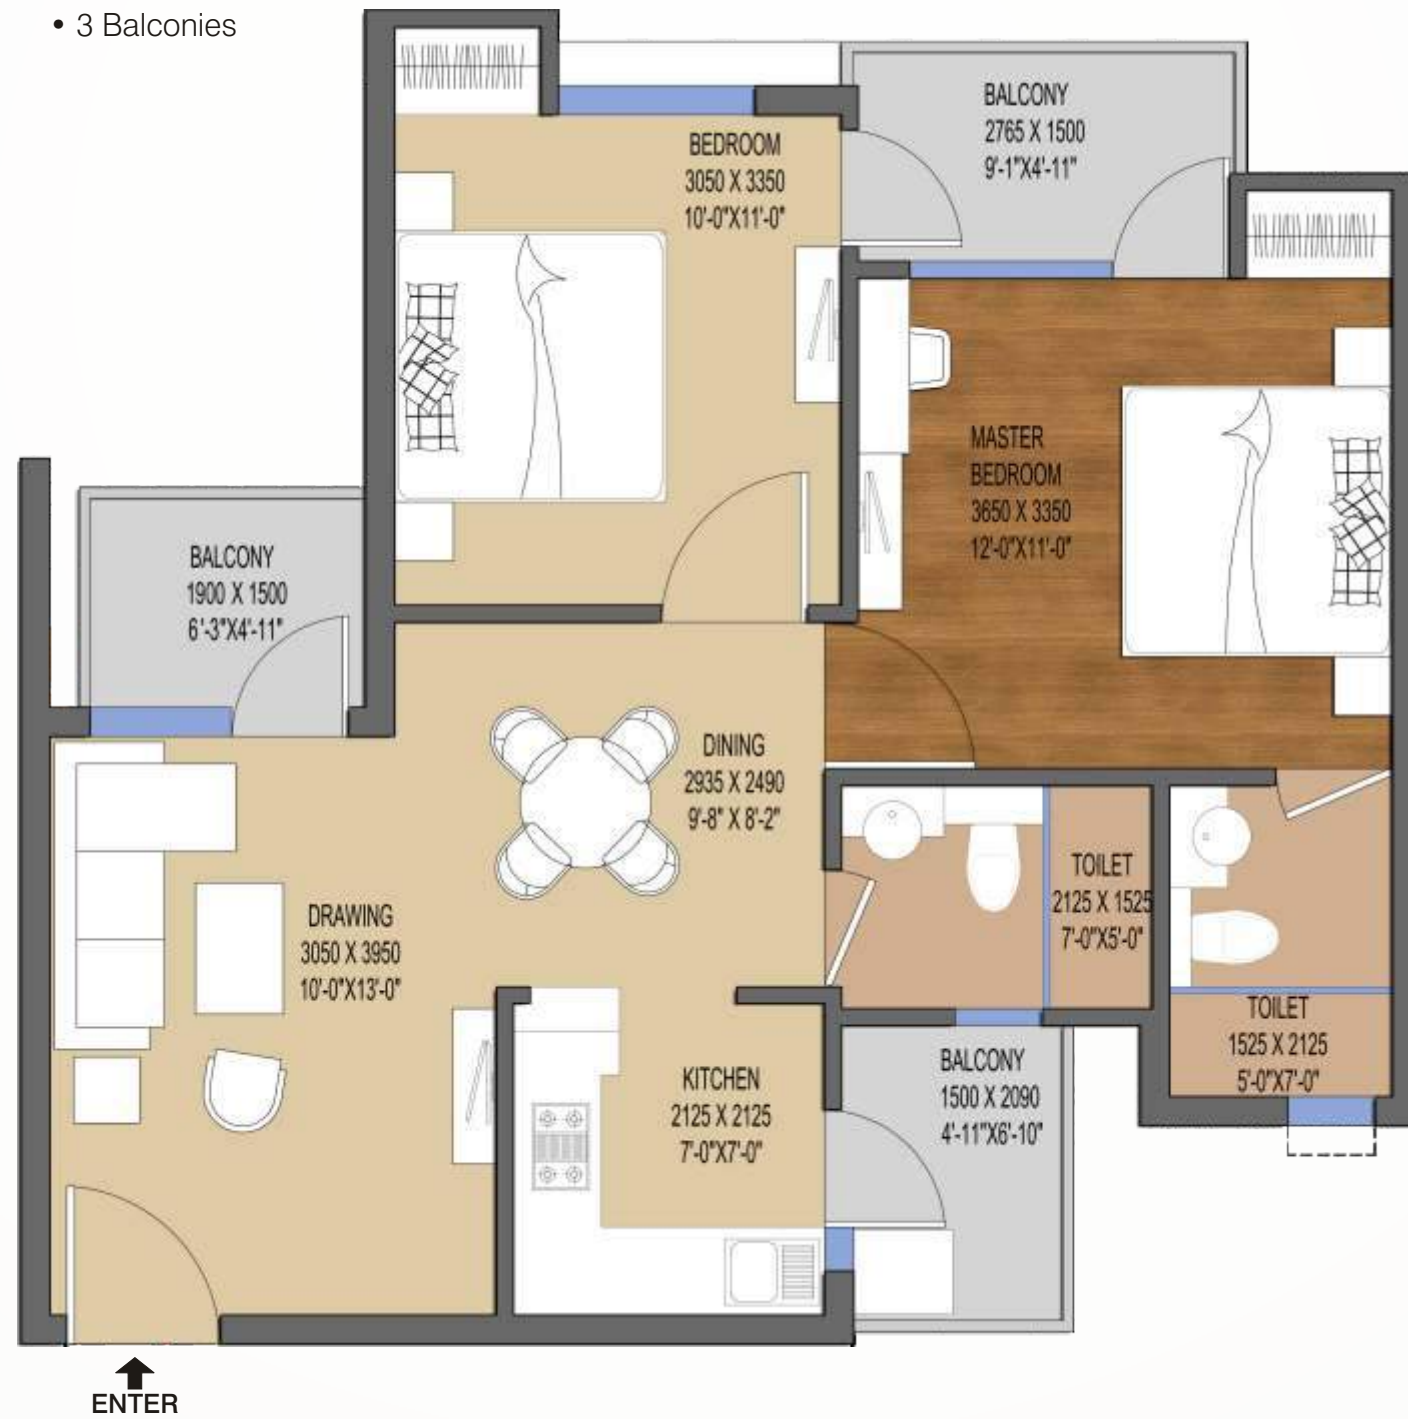 • 3 Balconies
BALCONY
2765 X 1500
9'-1"X4'-11"
BEDROOM
3050 X 3350
10'-0"X11'-0"
MASTER
BEDROOM
3650 X 3350
12'-0"X11'-0"
BALCONY
1900 X 1500
6'-3"X4'-11"
DINING
2935 X 2490
9'-8" X 8'-2"
TOILET
2125 X 1525
7'-0"X5'-0"
DRAWING
3050 X 3950
10'-0"X13'-0"
TOILET
1525 X 2125
5'-0"X7'-0"
KITCHEN
2125 X 2125
7'-0"X7'-0"
BALCONY
1500 X 2090
4'-11"X6'-10"
ENTER